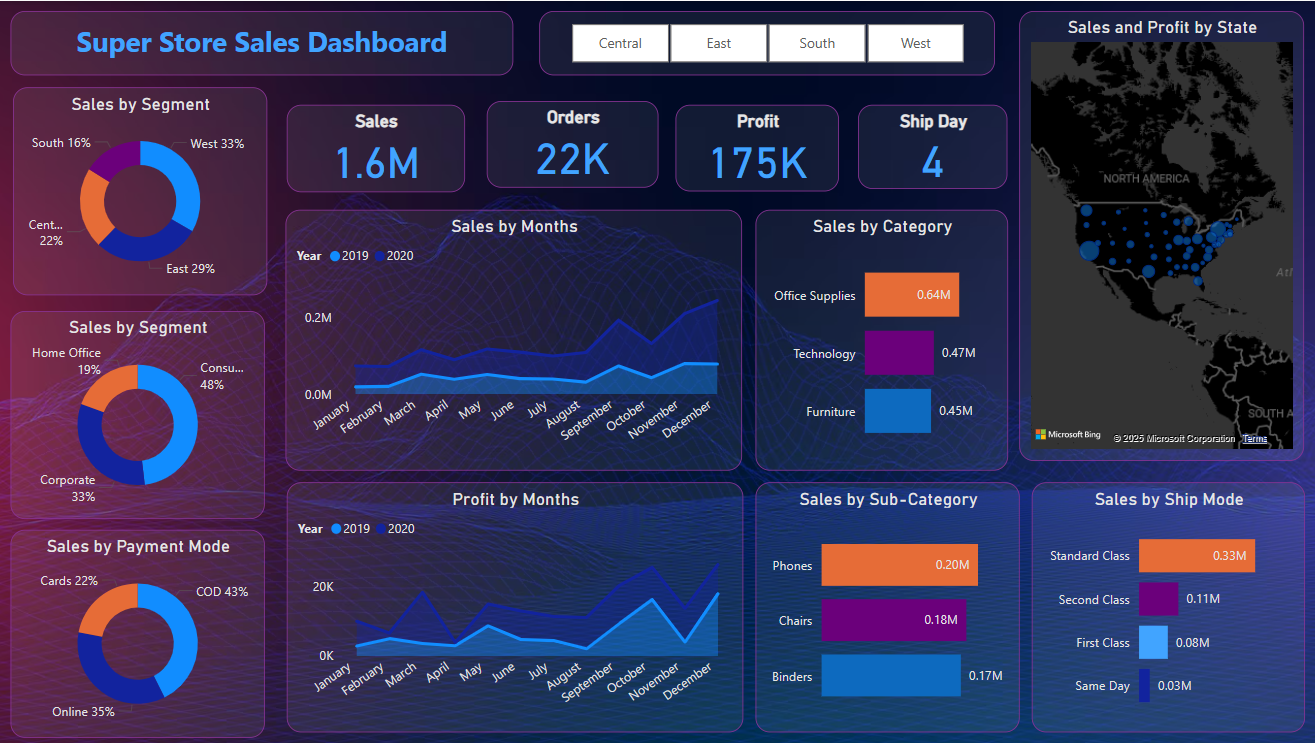 Super Store Sales Dashboard
Central
East
South
West
Sales and Profit by State
NORTH AMERICA
Atl
SOUTH A
Microsoft Bing
© 2025 Microsoft Corporation
Terms
Sales by Segment
South 16%
West 33%
Cent...
22%
East 29%
Sales
1.6M
Orders
22K
Profit
175K
Ship Day
4
Sales by Months
Year
2019
2020
0.2M
0.0M
January
February
March
April
May
June
July
August
September
October
November
December
Sales by Category
Office Supplies
0.64M
Technology
0.47M
Furniture
0.45M
Sales by Segment
Home Office
19%
Consu...
48%
Corporate
33%
Sales by Payment Mode
Cards 22%
COD 43%
Online 35%
Profit by Months
Year
2019
2020
20K
0K
January
February
March
April
May
June
July
August
September
October
November
December
Sales by Sub-Category
Phones
0.20M
Chairs
0.18M
Binders
0.17M
Sales by Ship Mode
Standard Class
0.33M
Second Class
0.11M
First Class
0.08M
Same Day
0.03M